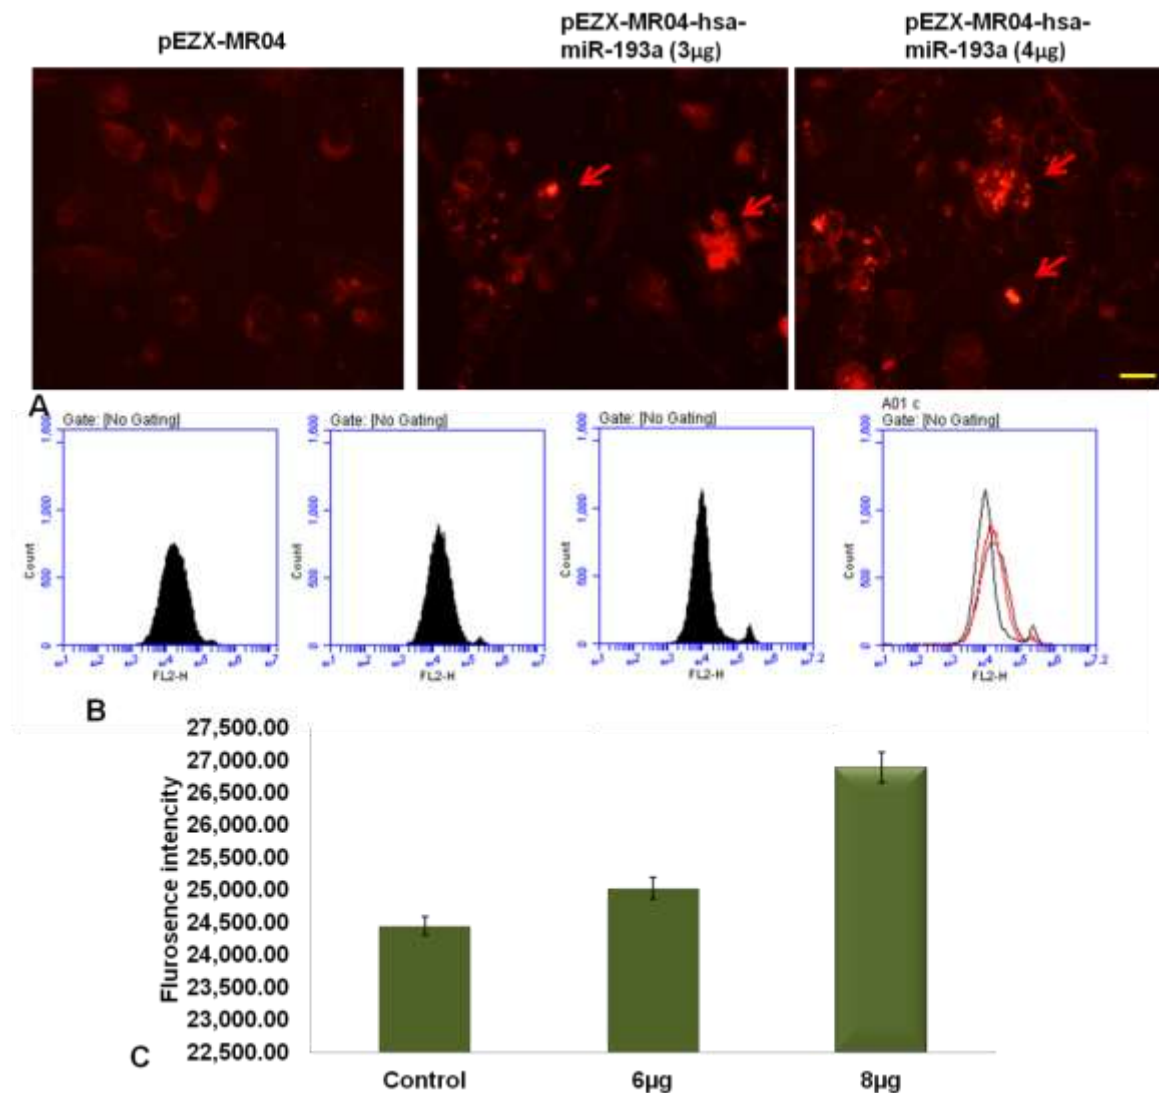 pEZX-MR04
pEZX-MR04-hsa-
miR-193a (3µg)
pEZX-MR04-hsa-
miR-193a (4µg)
A
Gate: [No Gating]
Gate: [No Gating]
Gate: [No Gating]
A01 c
Gate: [No Gating]
Count
Count
Count
Count
FL2-H
FL2-H
FL2-H
FL2-H
B
27,500.00
27,000.00
26,500.00
26,000.00
25,500.00
25,000.00
24,500.00
24,000.00
23,500.00
23,000.00
22,500.00
Flurosence intencity
C
Control
6µg
8µg